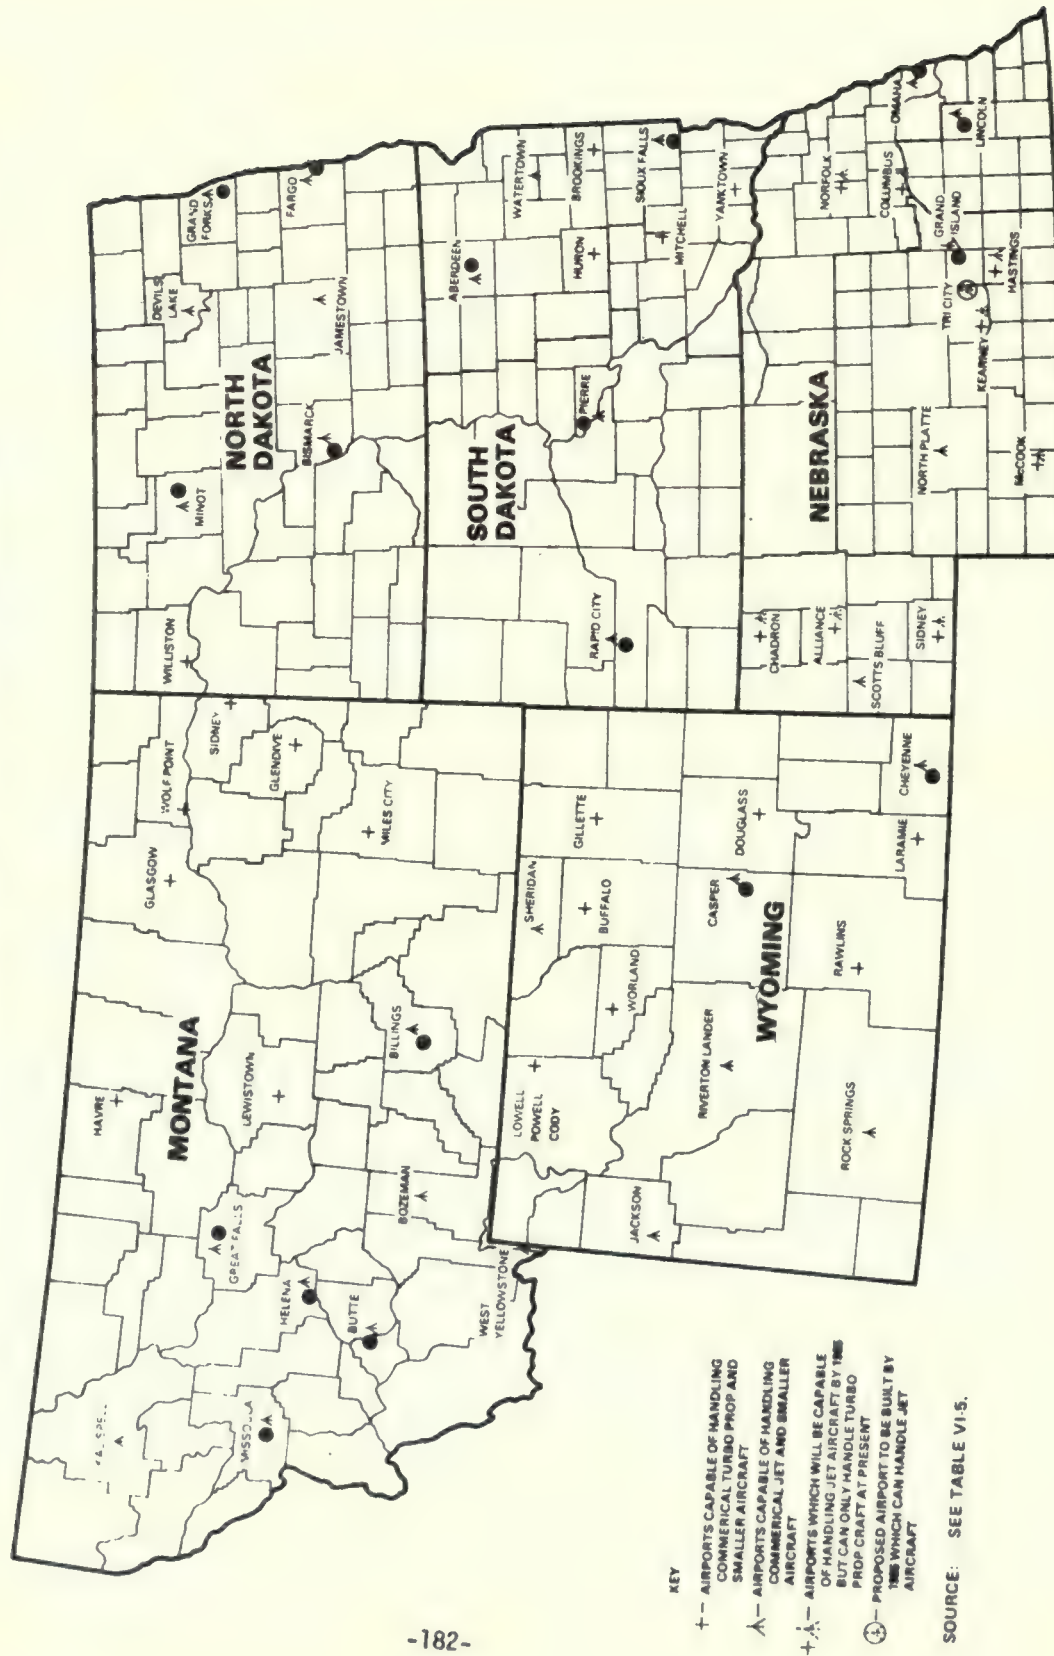 MONTANA
KALISPELL
MISSOULA
GREAT FALLS
HELENA
BUTTE
HAVRE
LEWISTOWN
BOZEMAN
WEST
YELLOWSTONE
BILLINGS
GLASGOW
WOLF POINT
SIDNEY
GLENDIVE
MILES CITY
NORTH
DAKOTA
WILLISTON
MINOT
BISMARCK
DEVILS
LAKE
JAMESTOWN
GRAND
FORKS
FARGO
SOUTH
DAKOTA
RAPID CITY
PIERRE
ABERDEEN
HURON
MITCHELL
WATERTOWN
BROOKINGS
SIOUX FALLS
YANKTOWN
WYOMING
JACKSON
LOWELL
POWELL
CODY
WORLAND
SHERIDAN
BUFFALO
GILLETTE
RIVERTON LANDER
CASPER
DOUGLASS
ROCK SPRINGS
RAWLINS
LARAMIE
CHEYENNE
NEBRASKA
CHADRON
ALLIANCE
SCOTTS BLUFF
SIDNEY
NORTH PLATTE
McCOOK
KEARNEY
TRI CITY
GRAND
ISLAND
HASTINGS
NORFOLK
COLUMBUS
OMAHA
LINCOLN
KEY
+ — AIRPORTS CAPABLE OF HANDLING
COMMERICAL TURBO PROP AND
SMALLER AIRCRAFT
— AIRPORTS CAPABLE OF HANDLING
COMMERICAL JET AND SMALLER
AIRCRAFT
— AIRPORTS WHICH WILL BE CAPABLE
OF HANDLING JET AIRCRAFT BY 1985
BUT CAN ONLY HANDLE TURBO
PROP CRAFT AT PRESENT
— PROPOSED AIRPORT TO BE BUILT BY
1985 WHICH CAN HANDLE JET
AIRCRAFT
SOURCE: SEE TABLE VI-5.
-182-